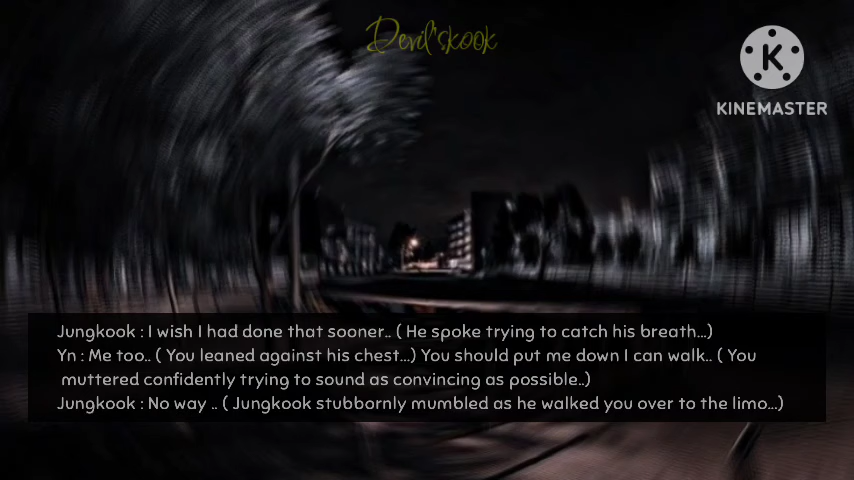 Devil'skook
KINEMASTER
Jungkook : I wish I had done that sooner.. ( He spoke trying to catch his breath...)
Yn : Me too.. ( You leaned against his chest...) You should put me down I can walk.. ( You
muttered confidently trying to sound as convincing as possible..)
Jungkook : No way .. ( Jungkook stubbornly mumbled as he walked you over to the limo...)